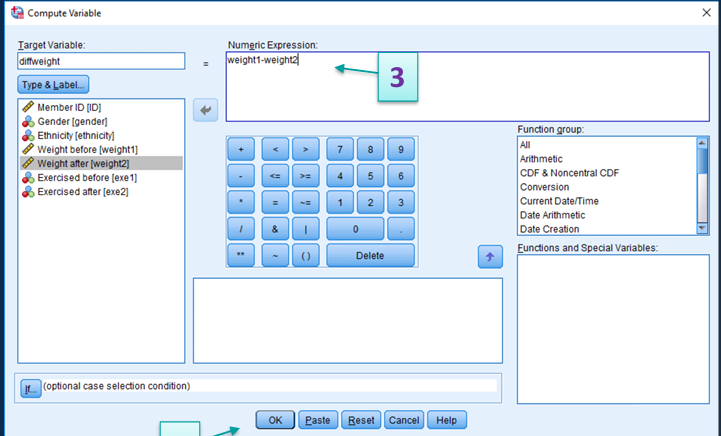 Compute Variable
Target Variable:
diffweight
=
Numeric Expression:
weight1-weight2
3
Type & Label...
Member ID [ID]
Gender [gender]
Ethnicity [ethnicity]
Weight before [weight1]
Weight after [weight2]
Exercised before [exe1]
Exercised after [exe2]
+ < > 7 8 9
- <= >= 4 5 6
* = ~= 1 2 3
/ & | 0 .
** ~ ( ) Delete
Function group:
All
Arithmetic
CDF & Noncentral CDF
Conversion
Current Date/Time
Date Arithmetic
Date Creation
Functions and Special Variables:
If... (optional case selection condition)
OK Paste Reset Cancel Help